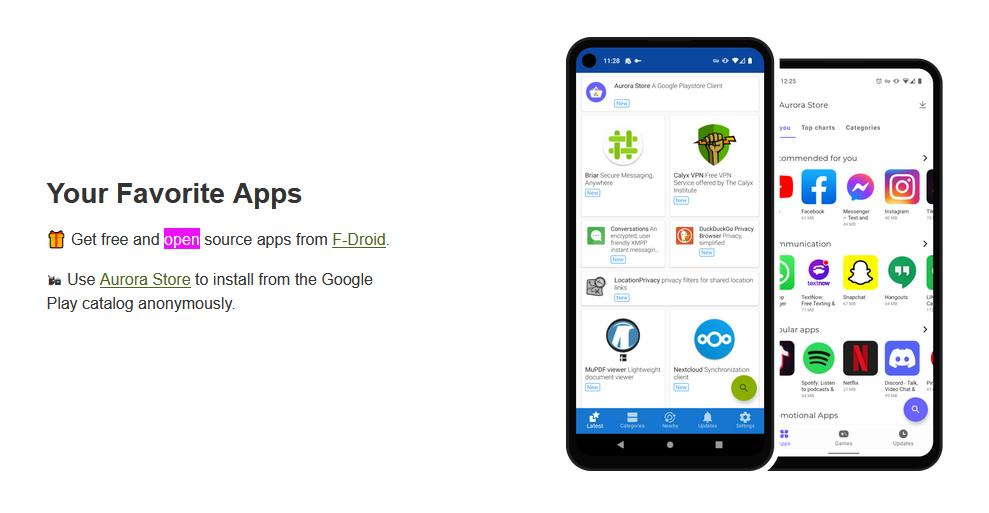 Your Favorite Apps
Get free and open source apps from F-Droid.
Use Aurora Store to install from the Google
Play catalog anonymously.
11:28
Aurora Store A Google Playstore Client
New
Briar Secure Messaging,
Anywhere
New
Calyx VPN Free VPN
Service offered by The Calyx
Institute
New
Conversations An
encrypted, user
friendly XMPP
instant messagin...
New
DuckDuckGo Privacy
Browser Privacy,
simplified
New
LocationPrivacy privacy filters for shared location
links
New
MuPDF viewer Lightweight
document viewer
New
Nextcloud Synchronization
client
New
Latest
Categories
Nearby
Updates
Settings
12:25
Aurora Store
you
Top charts
Categories
commended for you
Facebook
61 MB
Messenger
– Text and
44 MB
Instagram
40 MB
mmunication
textnow
TextNow:
Free Texting &
Snapchat
67 MB
Hangouts
34 MB
pular apps
Spotify: Listen
to podcasts &
34 MB
Netflix
21 MB
Discord - Talk,
Video Chat &
99 MB
motional Apps
pps
Games
Updates